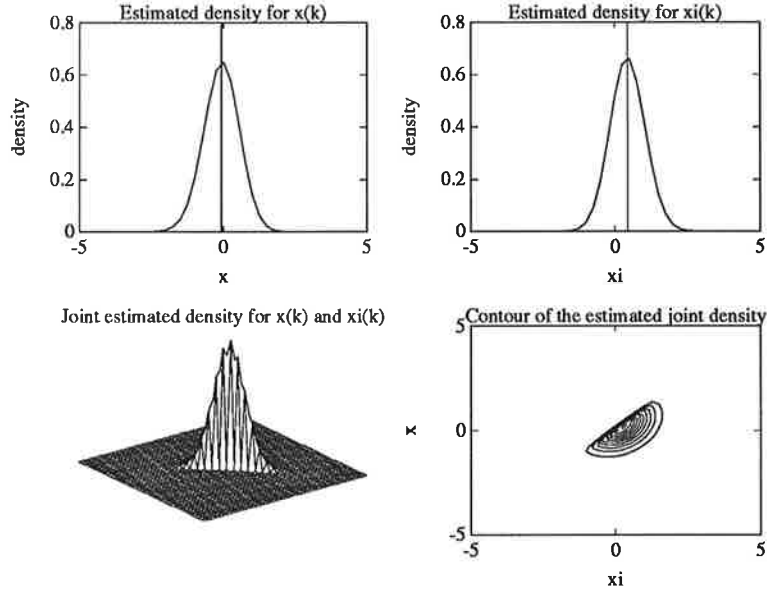 Estimated density for x(k)
0.8
0.6
0.4
0.2
0
density
-5
0
5
x
Estimated density for xi(k)
0.8
0.6
0.4
0.2
0
density
-5
0
5
xi
Joint estimated density for x(k) and xi(k)
Contour of the estimated joint density
5
0
-5
x
-5
0
5
xi